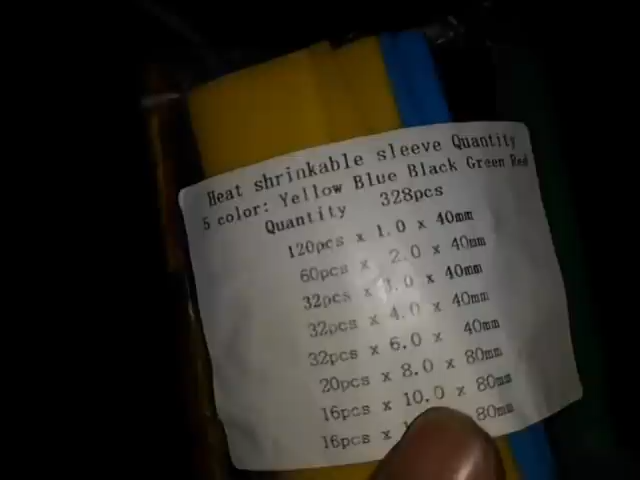 Heat shrinkable sleeve Quantity
5 color: Yellow Blue Black Green Red
Quantity 328pcs
120pcs x 1.0 x 40mm
60pcs x 2.0 x 40mm
32pcs x 3.0 x 40mm
32pcs x 4.0 x 40mm
32pcs x 6.0 x 40mm
20pcs x 8.0 x 80mm
16pcs x 10.0 x 80mm
16pcs x 80mm